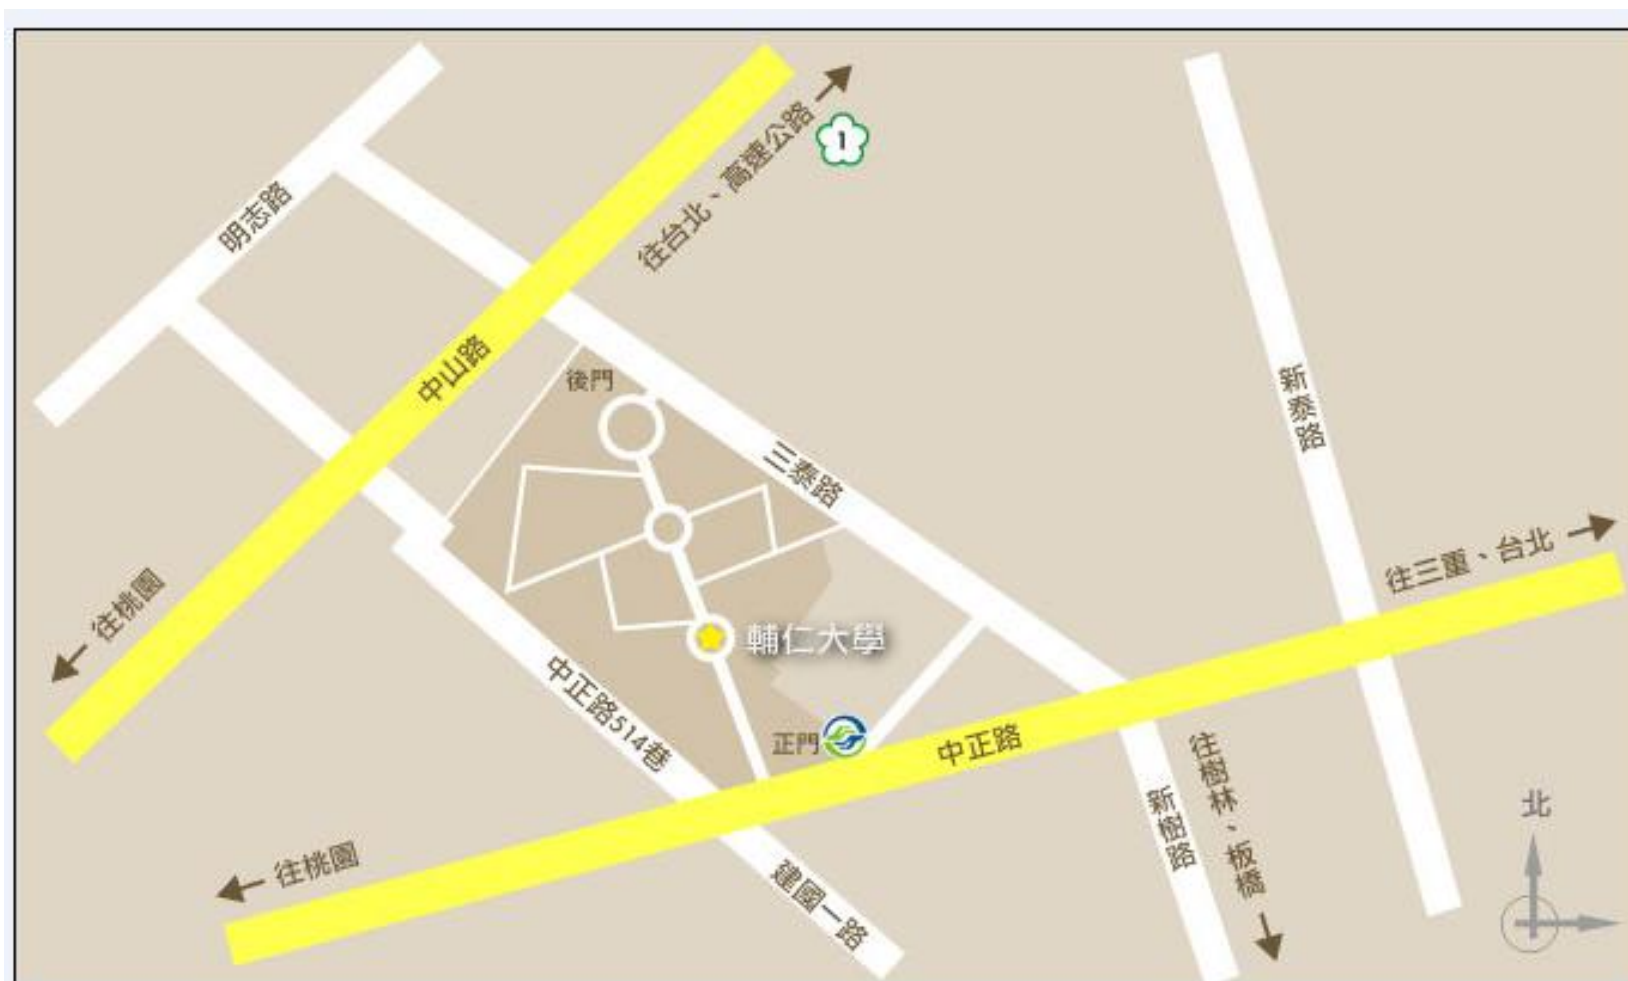 明志路
中山路
往台北、高速公路
1
後門
三泰路
新泰路
往桃園
往三重、台北
輔仁大學
中正路514巷
正門
中正路
往桃園
建國一路
新樹路
往樹林、板橋
北